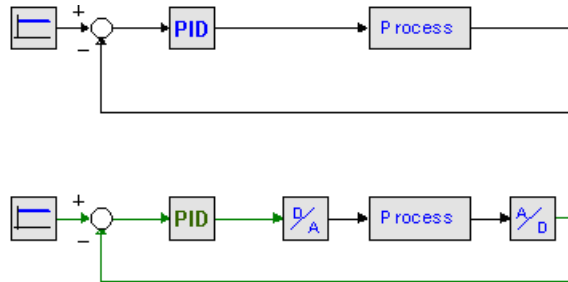 +
−
PID
Process
+
−
PID
D/A
Process
A/D